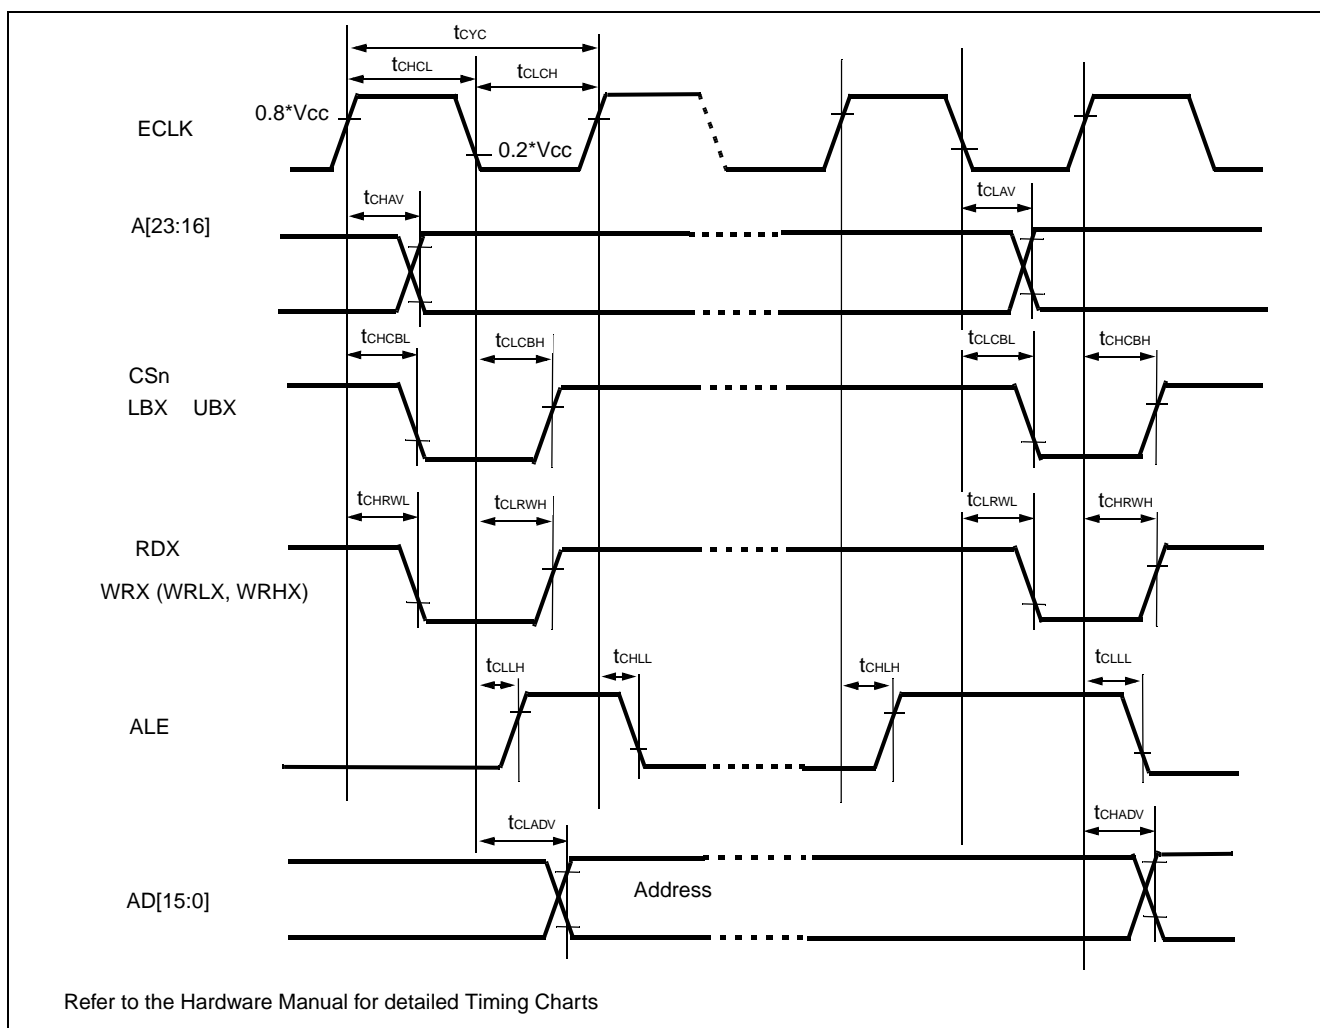 tCYC
tCHCL tCLCH
0.8*Vcc
ECLK
0.2*Vcc
tCHAV tCLAV
A[23:16]
tCHCBL tCLCBH tCLCBL tCHCBH
CSn
LBX UBX
tCHRWL tCLRWH tCLRWL tCHRWH
RDX
WRX (WRLX, WRHX)
tCLLH tCHLL tCHLH tCLLL
ALE
tCLADV tCHADV
Address
AD[15:0]
Refer to the Hardware Manual for detailed Timing Charts